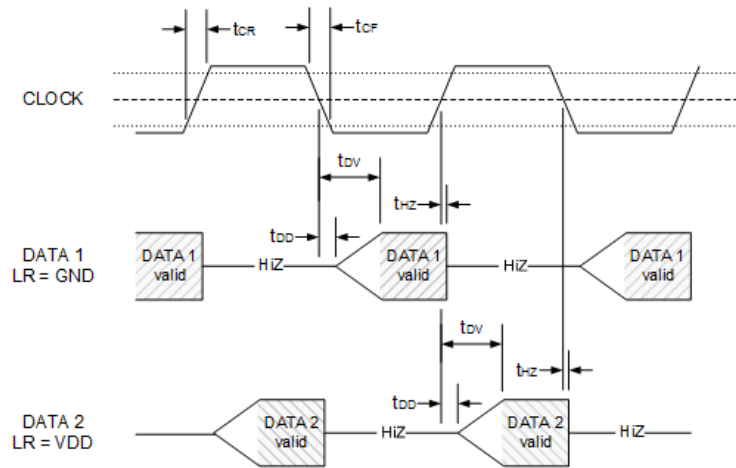 tCR
tCF
CLOCK
tDV
tHZ
tDD
DATA 1
LR = GND
DATA 1
valid
HiZ
DATA 1
valid
HiZ
DATA 1
valid
tDV
tHZ
tDD
DATA 2
LR = VDD
DATA 2
valid
HiZ
DATA 2
valid
HiZ